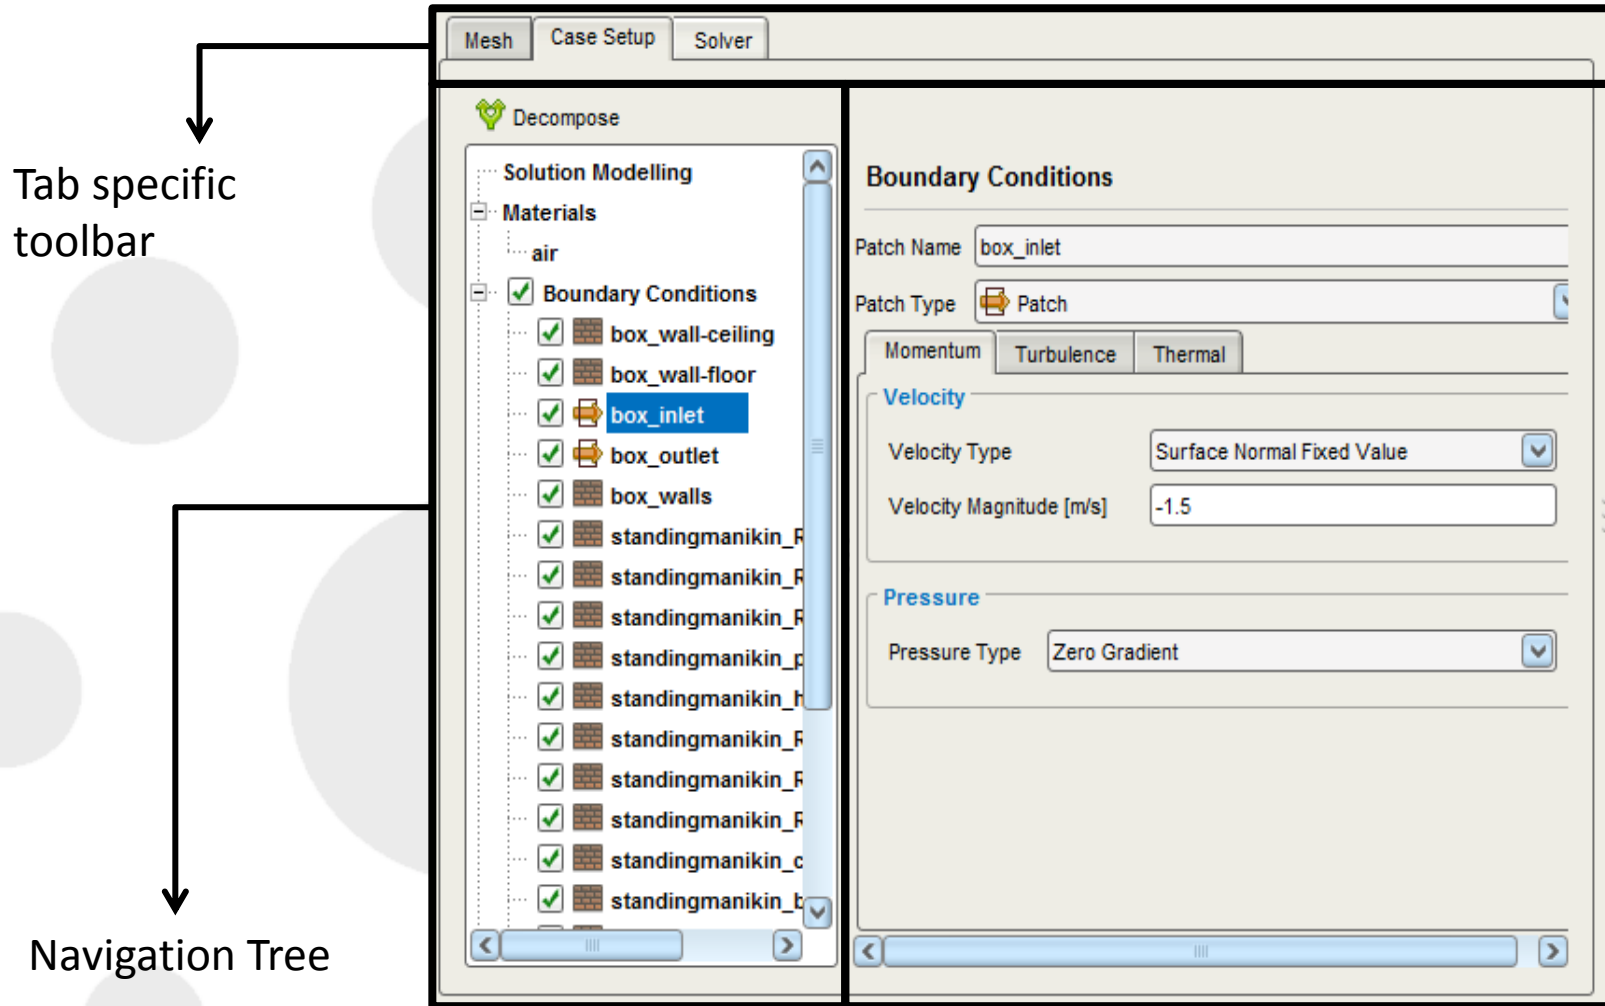 Mesh Case Setup Solver
Decompose
Tab specific
toolbar
Navigation Tree
Solution Modelling
Materials
air
Boundary Conditions
box_wall-ceiling
box_wall-floor
box_inlet
box_outlet
box_walls
standingmanikin_R
standingmanikin_R
standingmanikin_R
standingmanikin_p
standingmanikin_h
standingmanikin_R
standingmanikin_R
standingmanikin_R
standingmanikin_c
standingmanikin_b
Boundary Conditions
Patch Name box_inlet
Patch Type Patch
Momentum Turbulence Thermal
Velocity
Velocity Type Surface Normal Fixed Value
Velocity Magnitude [m/s] -1.5
Pressure
Pressure Type Zero Gradient